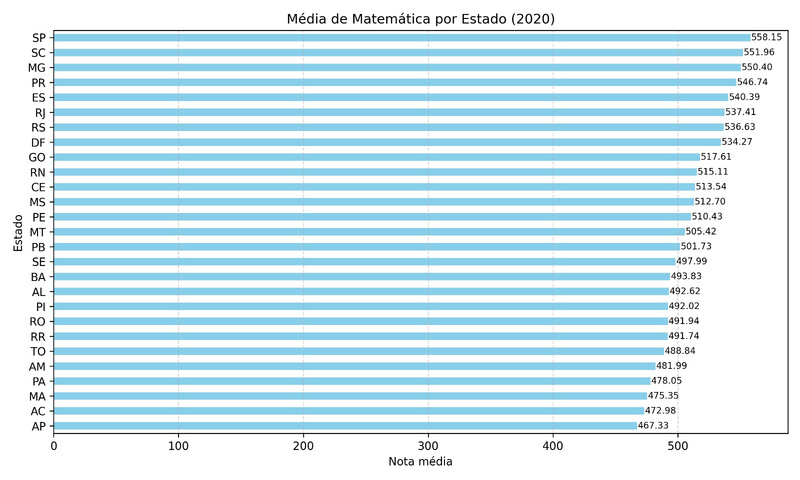 Média de Matemática por Estado (2020)
Estado
SP 558.15
SC 551.96
MG 550.40
PR 546.74
ES 540.39
RJ 537.41
RS 536.63
DF 534.27
GO 517.61
RN 515.11
CE 513.54
MS 512.70
PE 510.43
MT 505.42
PB 501.73
SE 497.99
BA 493.83
AL 492.62
PI 492.02
RO 491.94
RR 491.74
TO 488.84
AM 481.99
PA 478.05
MA 475.35
AC 472.98
AP 467.33
0 100 200 300 400 500
Nota média